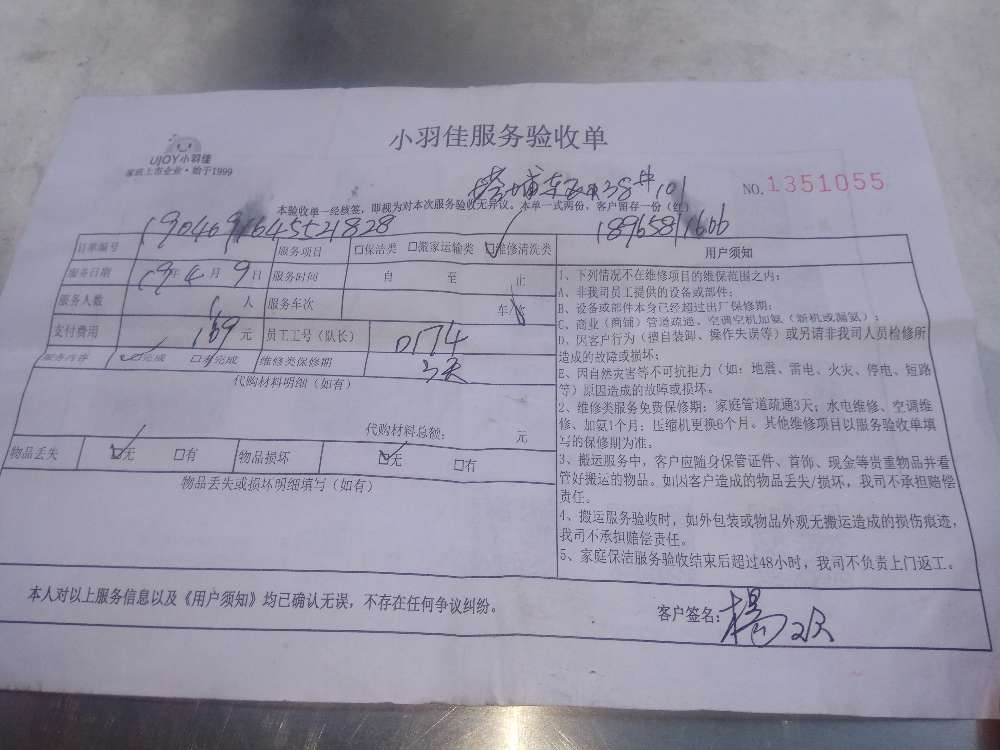 小羽佳服务验收单
UJOY小羽佳
家庭上市企业·始于1999
NO. 1351055
本验收单一经核签,即视为对本次服务验收无异议。本单一式两份,客户留存一份(红)
18965811606
订单编号 1904091645521828 服务项目 □保洁类 □搬家运输类 ☑维修清洗类
服务日期 19年4月9日 服务时间 自 至 止
服务人数 1人 服务车次 车/
支付费用 元 员工工号(队长) 0174
服务内容 ☑完成 □未完成 维修类保修期 3天
代购材料明细(如有)
代购材料总额: 元
物品丢失 ☑无 □有 物品损坏 ☑无 □有
物品丢失或损坏明细填写(如有)
用户须知
1、下列情况不在维修项目的维保范围之内:
A、非我司员工提供的设备或部件;
B、设备或部件本身已经超过出厂保修期;
C、商业(商铺)管道疏通、空调空机加氨(新机或漏氨);
D、因客户行为(擅自装卸、操作失误等)或另请非我司人员检修所
造成的故障或损坏;
E、因自然灾害等不可抗拒力(如:地震、雷电、火灾、停电、短路
等)原因造成的故障或损坏。
2、维修类服务免费保修期:家庭管道疏通3天;水电维修、空调维
修、加氨1个月;压缩机更换6个月。其他维修项目以服务验收单填
写的保修期为准。
3、搬运服务中,客户应随身保管证件、首饰、现金等贵重物品并看
管好搬运的物品。如因客户造成的物品丢失/损坏,我司不承担赔偿
责任。
4、搬运服务验收时,如外包装或物品外观无搬运造成的损伤痕迹,
我司不承担赔偿责任。
5、家庭保洁服务验收结束后超过48小时,我司不负责上门返工。
本人对以上服务信息以及《用户须知》均已确认无误,不存在任何争议纠纷。
客户签名: 楊